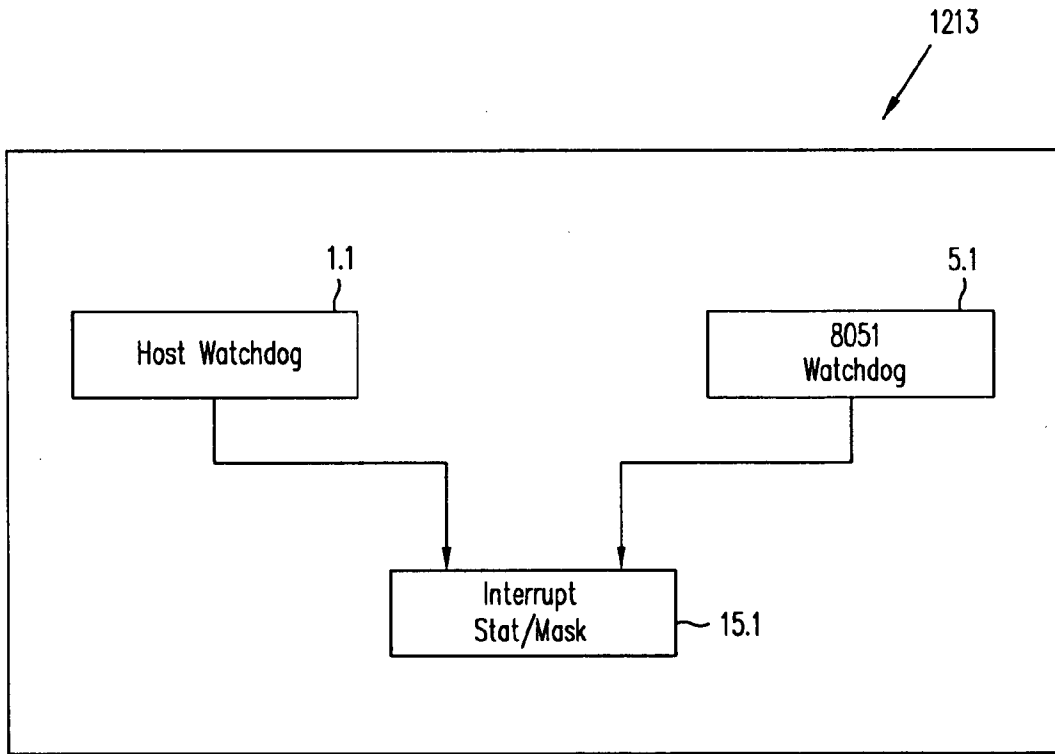 1213
1.1
Host Watchdog
5.1
8051
Watchdog
Interrupt
Stat/Mask
15.1